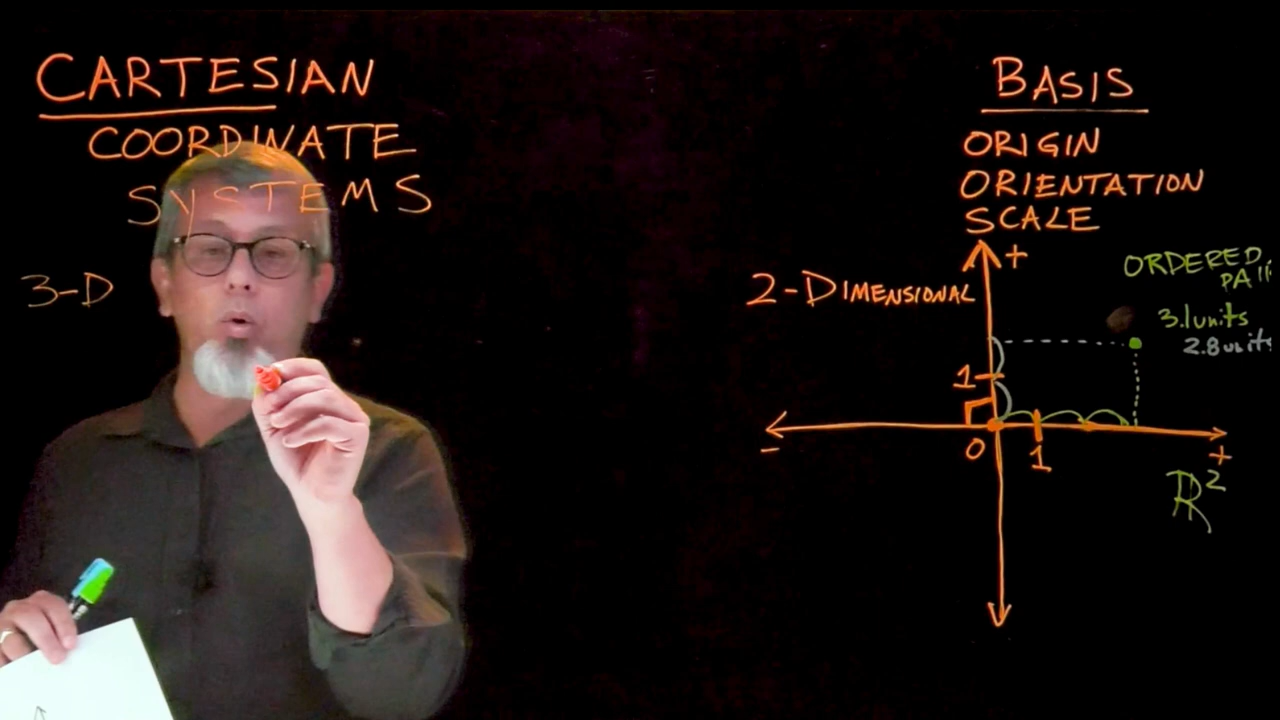 CARTESIAN
COORDINATE
SYSTEMS
3-D
BASIS
ORIGIN
ORIENTATION
SCALE
+
2-DIMENSIONAL
ORDERED
PAIR
3.1units
2.8units
1
0
1
-
+
ℝ²